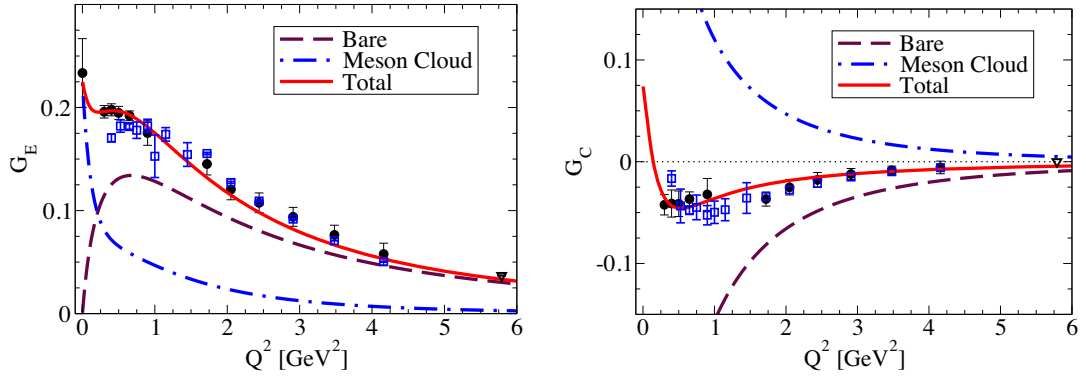 Bare
Meson Cloud
Total
G_E
0.2
0.1
0
0 1 2 3 4 5 6
Q^2 [GeV^2]
Bare
Meson Cloud
Total
G_C
0.1
0
-0.1
0 1 2 3 4 5 6
Q^2 [GeV^2]